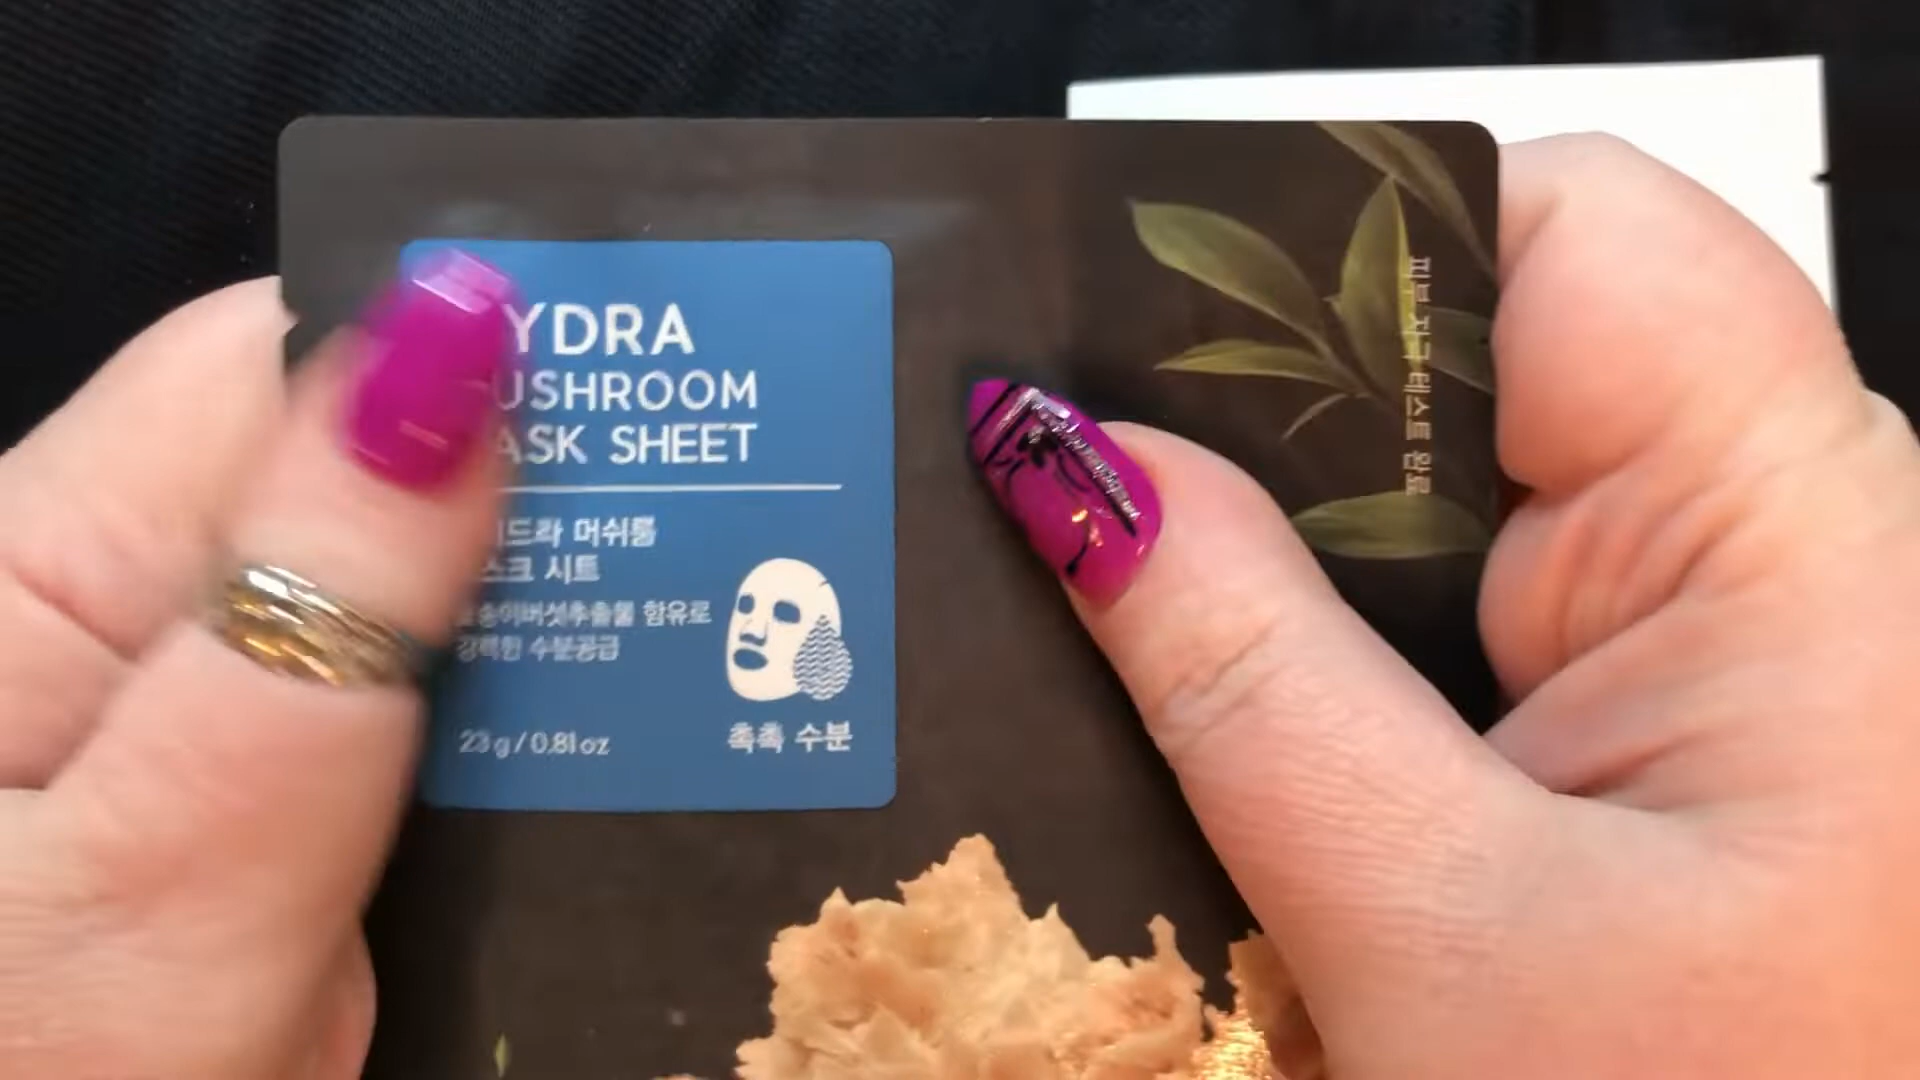 YDRA
USHROOM
ASK SHEET
드라 머쉬룸
스크 시트
송이버섯추출물 함유로
강력한 수분공급
23g/0.81oz
촉촉 수분
피부 자극 테스트 완료